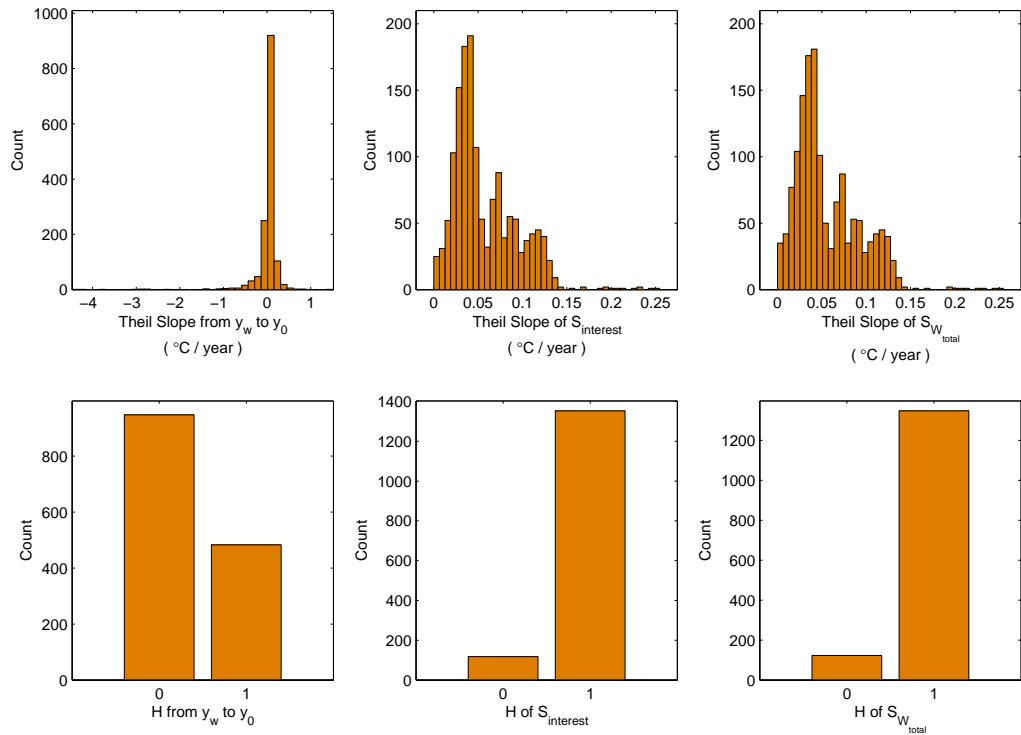 1000
800
600
400
200
0
Count
−4 −3 −2 −1 0 1
Theil Slope from y_w to y_0
( °C / year )
200
150
100
50
0
Count
0 0.05 0.1 0.15 0.2 0.25
Theil Slope of S_interest
( °C / year )
200
150
100
50
0
Count
0 0.05 0.1 0.15 0.2 0.25
Theil Slope of S_W_total
( °C / year )
800
600
400
200
0
Count
0 1
H from y_w to y_0
1400
1200
1000
800
600
400
200
0
Count
0 1
H of S_interest
1200
1000
800
600
400
200
0
Count
0 1
H of S_W_total